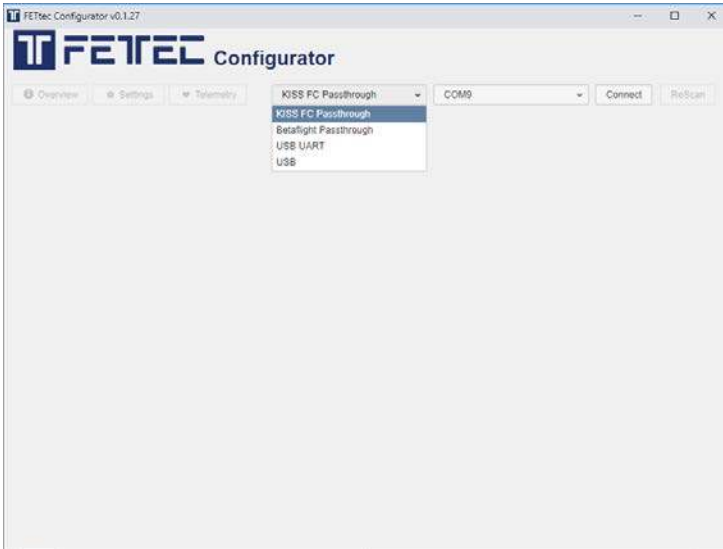 FETtec Configurator v0.1.27
FETTEC Configurator
Overview Settings Telemetry KISS FC Passthrough COM9 Connect ReScan
KISS FC Passthrough
Betaflight Passthrough
USB UART
USB